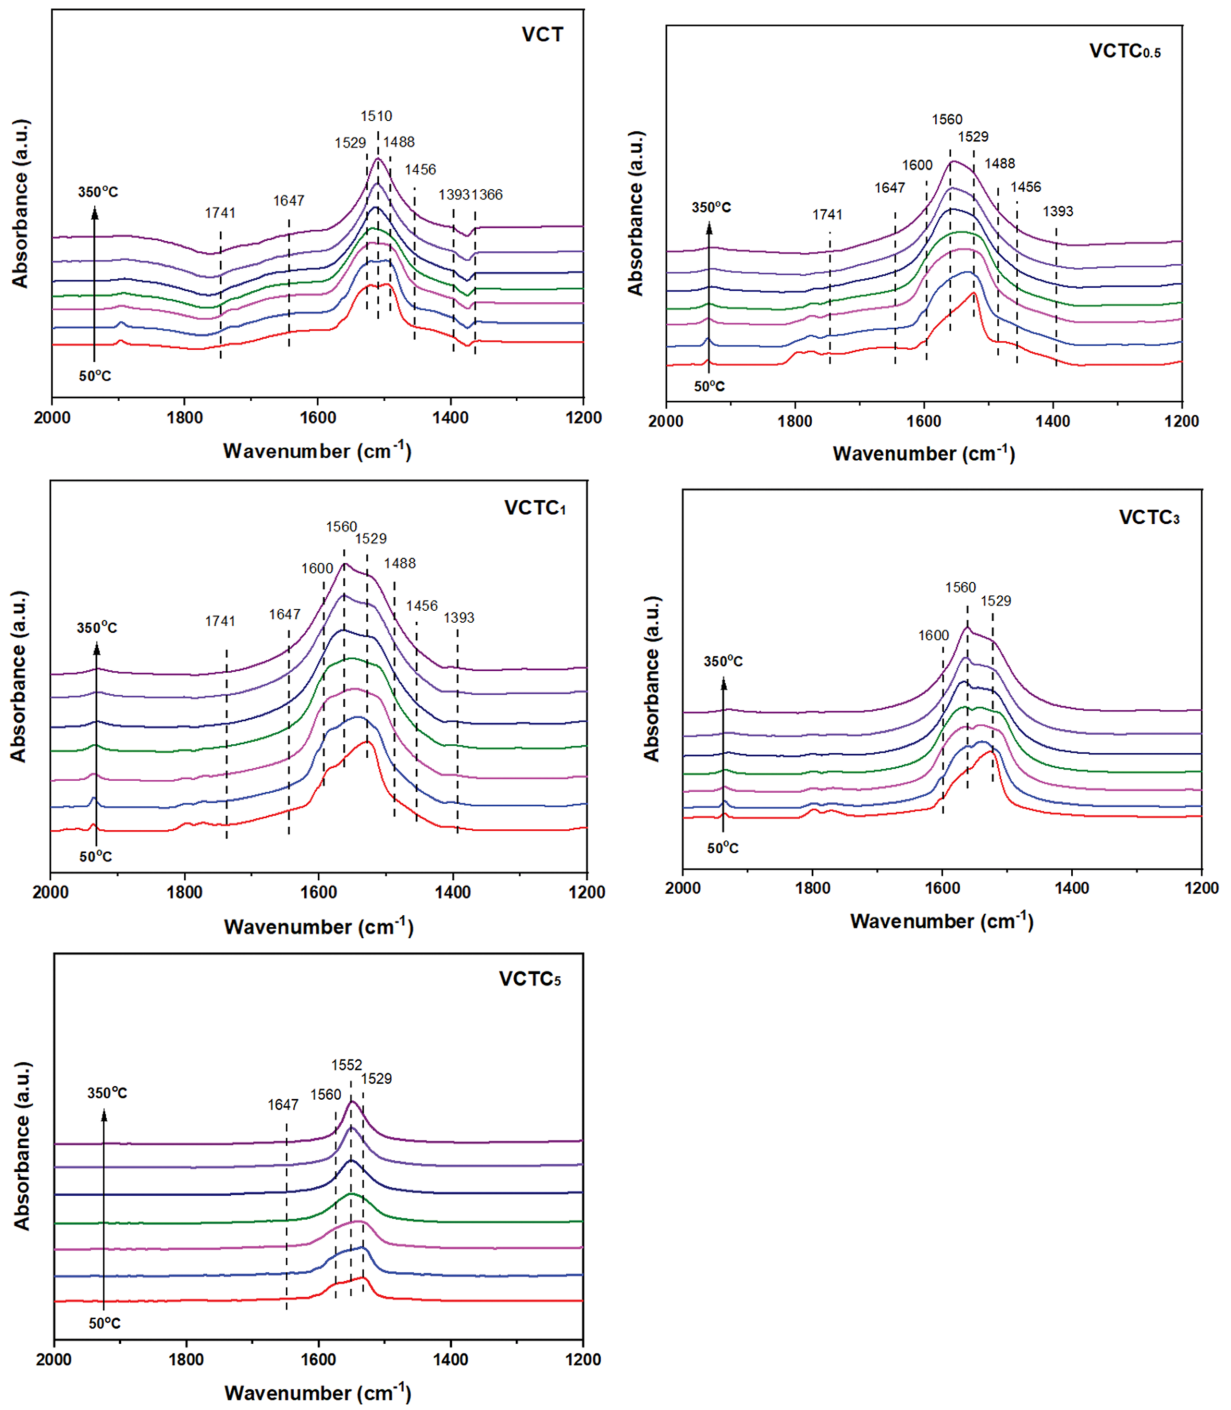 VCT
1510
1529
1488
1456
1393
1366
1647
1741
350°C
50°C
Absorbance (a.u.)
2000
1800
1600
1400
1200
Wavenumber (cm⁻¹)
VCTC₀.₅
1560
1529
1600
1488
1647
1456
1741
1393
350°C
50°C
Absorbance (a.u.)
2000
1800
1600
1400
1200
Wavenumber (cm⁻¹)
VCTC₁
1560
1529
1600
1488
1647
1456
1741
1393
350°C
50°C
Absorbance (a.u.)
2000
1800
1600
1400
1200
Wavenumber (cm⁻¹)
VCTC₃
1560
1529
1600
350°C
50°C
Absorbance (a.u.)
2000
1800
1600
1400
1200
Wavenumber (cm⁻¹)
VCTC₅
1552
1529
1560
1647
350°C
50°C
Absorbance (a.u.)
2000
1800
1600
1400
1200
Wavenumber (cm⁻¹)